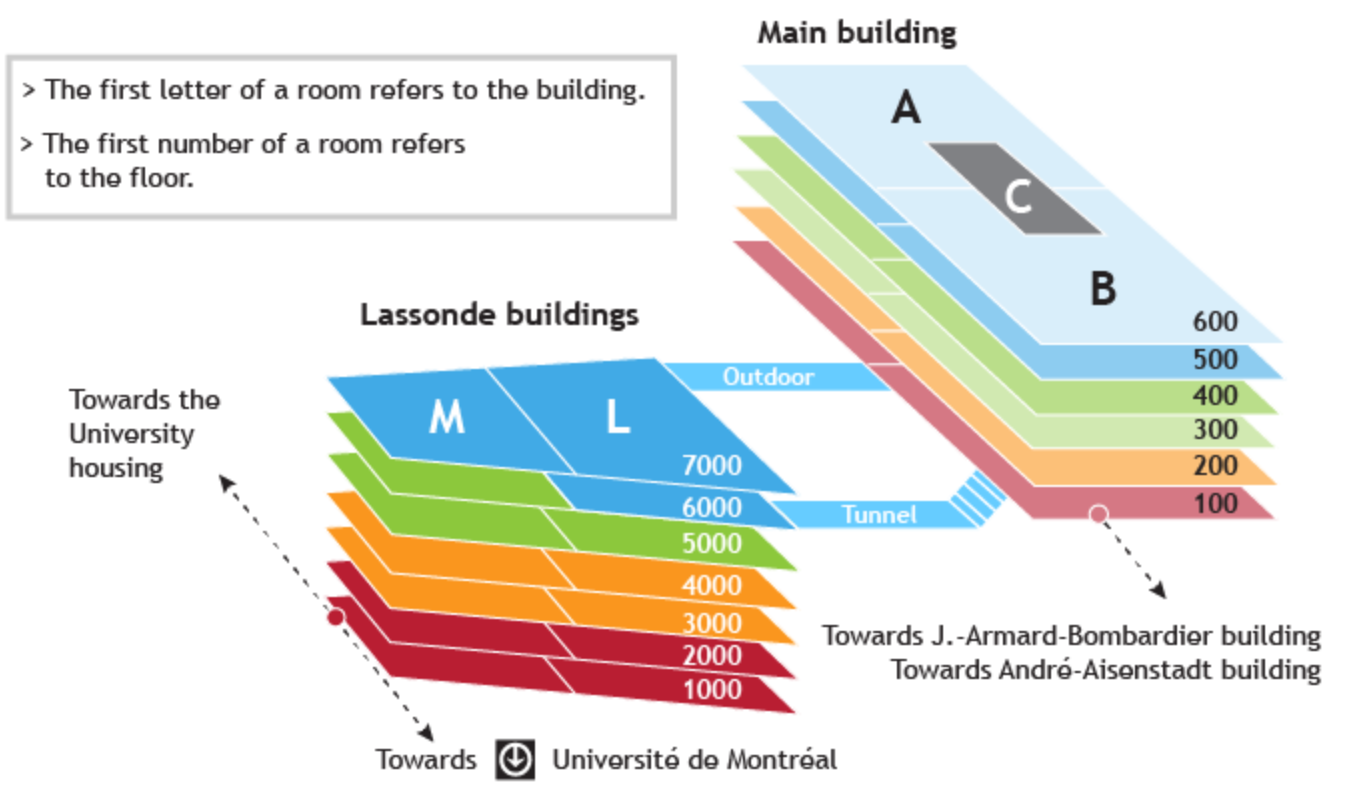 Main building
> The first letter of a room refers to the building.
> The first number of a room refers
to the floor.
A
C
B
600
500
400
300
200
100
Lassonde buildings
M
L
7000
6000
5000
4000
3000
2000
1000
Outdoor
Tunnel
Towards the
University
housing
Towards J.-Armard-Bombardier building
Towards André-Aisenstadt building
Towards Université de Montréal